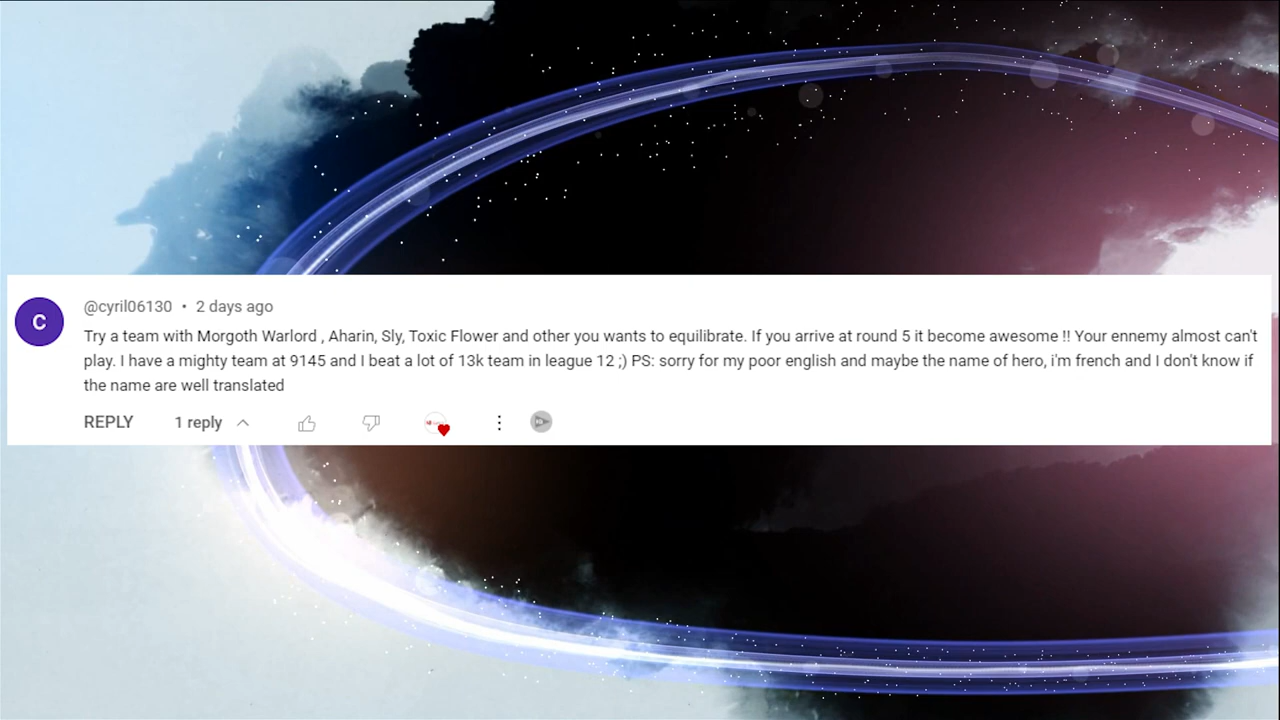 C
@cyril06130 • 2 days ago
Try a team with Morgoth Warlord , Aharin, Sly, Toxic Flower and other you wants to equilibrate. If you arrive at round 5 it become awesome !! Your ennemy almost can't
play. I have a mighty team at 9145 and I beat a lot of 13k team in league 12 ;) PS: sorry for my poor english and maybe the name of hero, i'm french and I don't know if
the name are well translated
REPLY 1 reply